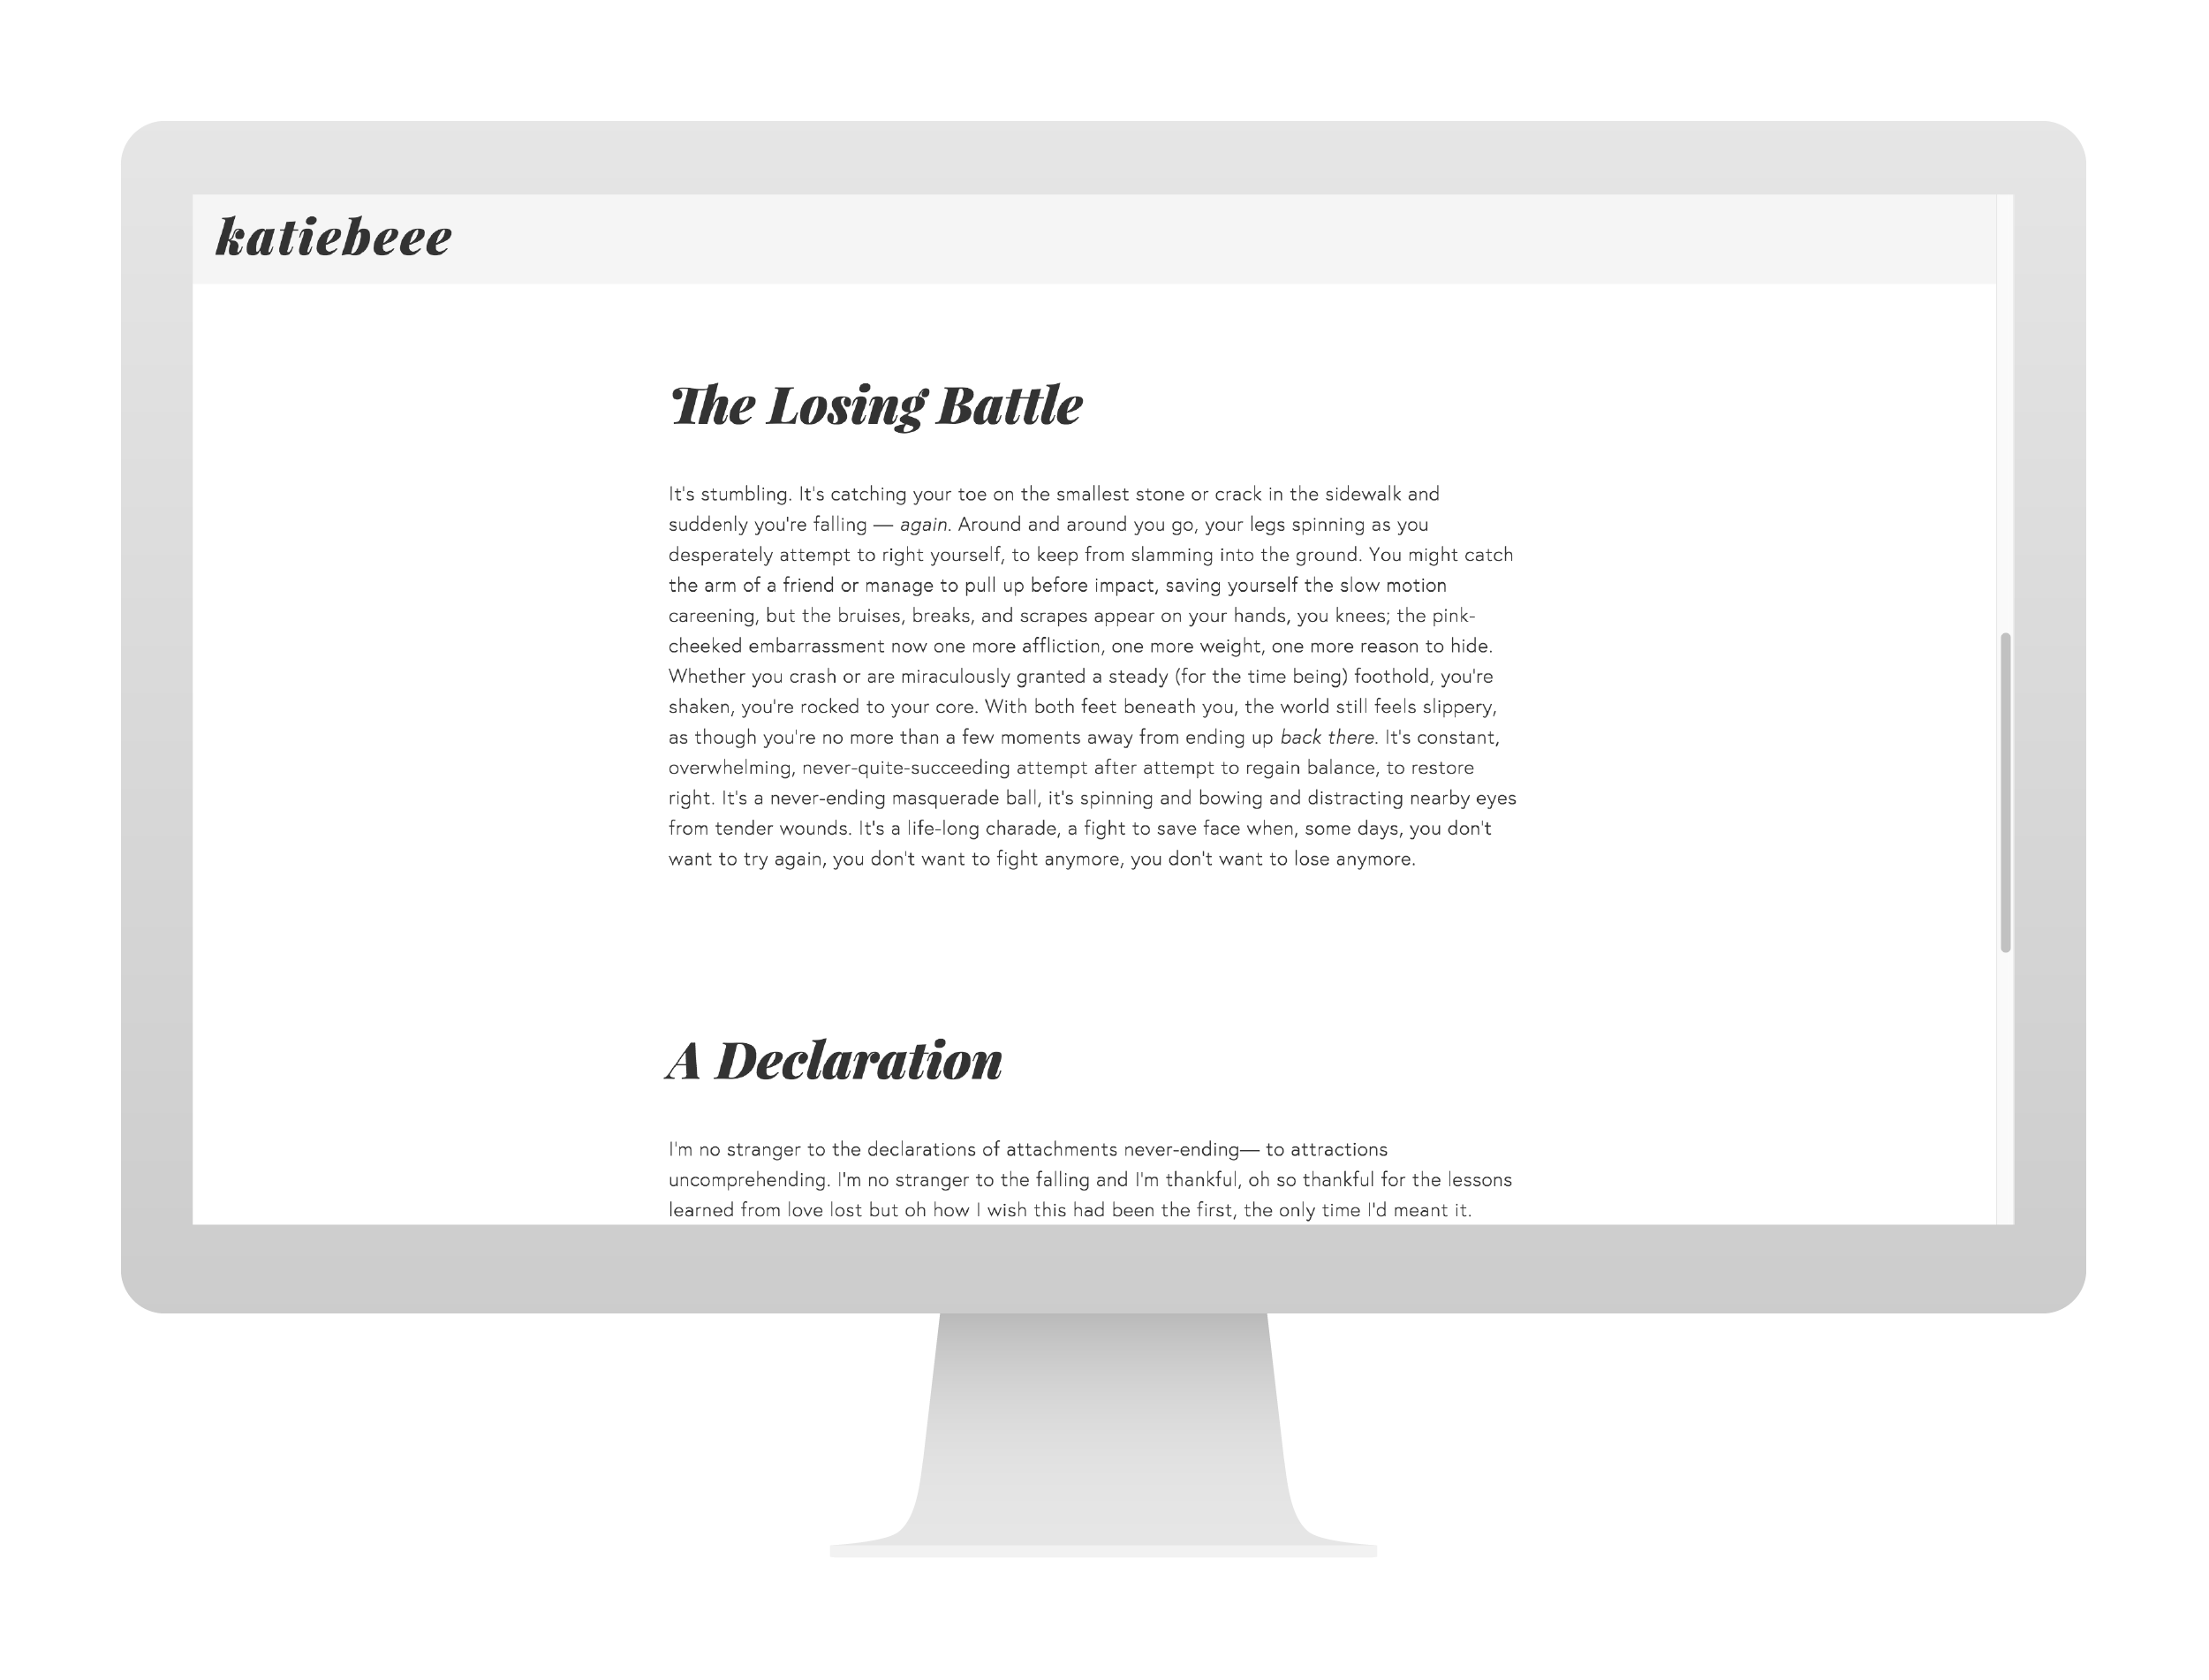 katiebeee
The Losing Battle
It's stumbling. It's catching your toe on the smallest stone or crack in the sidewalk and
suddenly you're falling — again. Around and around you go, your legs spinning as you
desperately attempt to right yourself, to keep from slamming into the ground. You might catch
the arm of a friend or manage to pull up before impact, saving yourself the slow motion
careening, but the bruises, breaks, and scrapes appear on your hands, you knees; the pink-
cheeked embarrassment now one more affliction, one more weight, one more reason to hide.
Whether you crash or are miraculously granted a steady (for the time being) foothold, you're
shaken, you're rocked to your core. With both feet beneath you, the world still feels slippery,
as though you're no more than a few moments away from ending up back there. It's constant,
overwhelming, never-quite-succeeding attempt after attempt to regain balance, to restore
right. It's a never-ending masquerade ball, it's spinning and bowing and distracting nearby eyes
from tender wounds. It's a life-long charade, a fight to save face when, some days, you don't
want to try again, you don't want to fight anymore, you don't want to lose anymore.
A Declaration
I'm no stranger to the declarations of attachments never-ending— to attractions
uncomprehending. I'm no stranger to the falling and I'm thankful, oh so thankful for the lessons
learned from love lost but oh how I wish this had been the first, the only time I'd meant it.